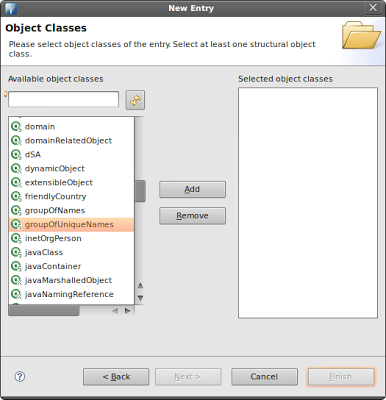 New Entry
Object Classes
Please select object classes of the entry. Select at least one structural object
class.
Available object classes
Selected object classes
domain
domainRelatedObject
dSA
dynamicObject
extensibleObject
friendlyCountry
groupOfNames
groupOfUniqueNames
inetOrgPerson
javaClass
javaContainer
javaMarshalledObject
javaNamingReference
Add
Remove
?
< Back
Next >
Cancel
Finish